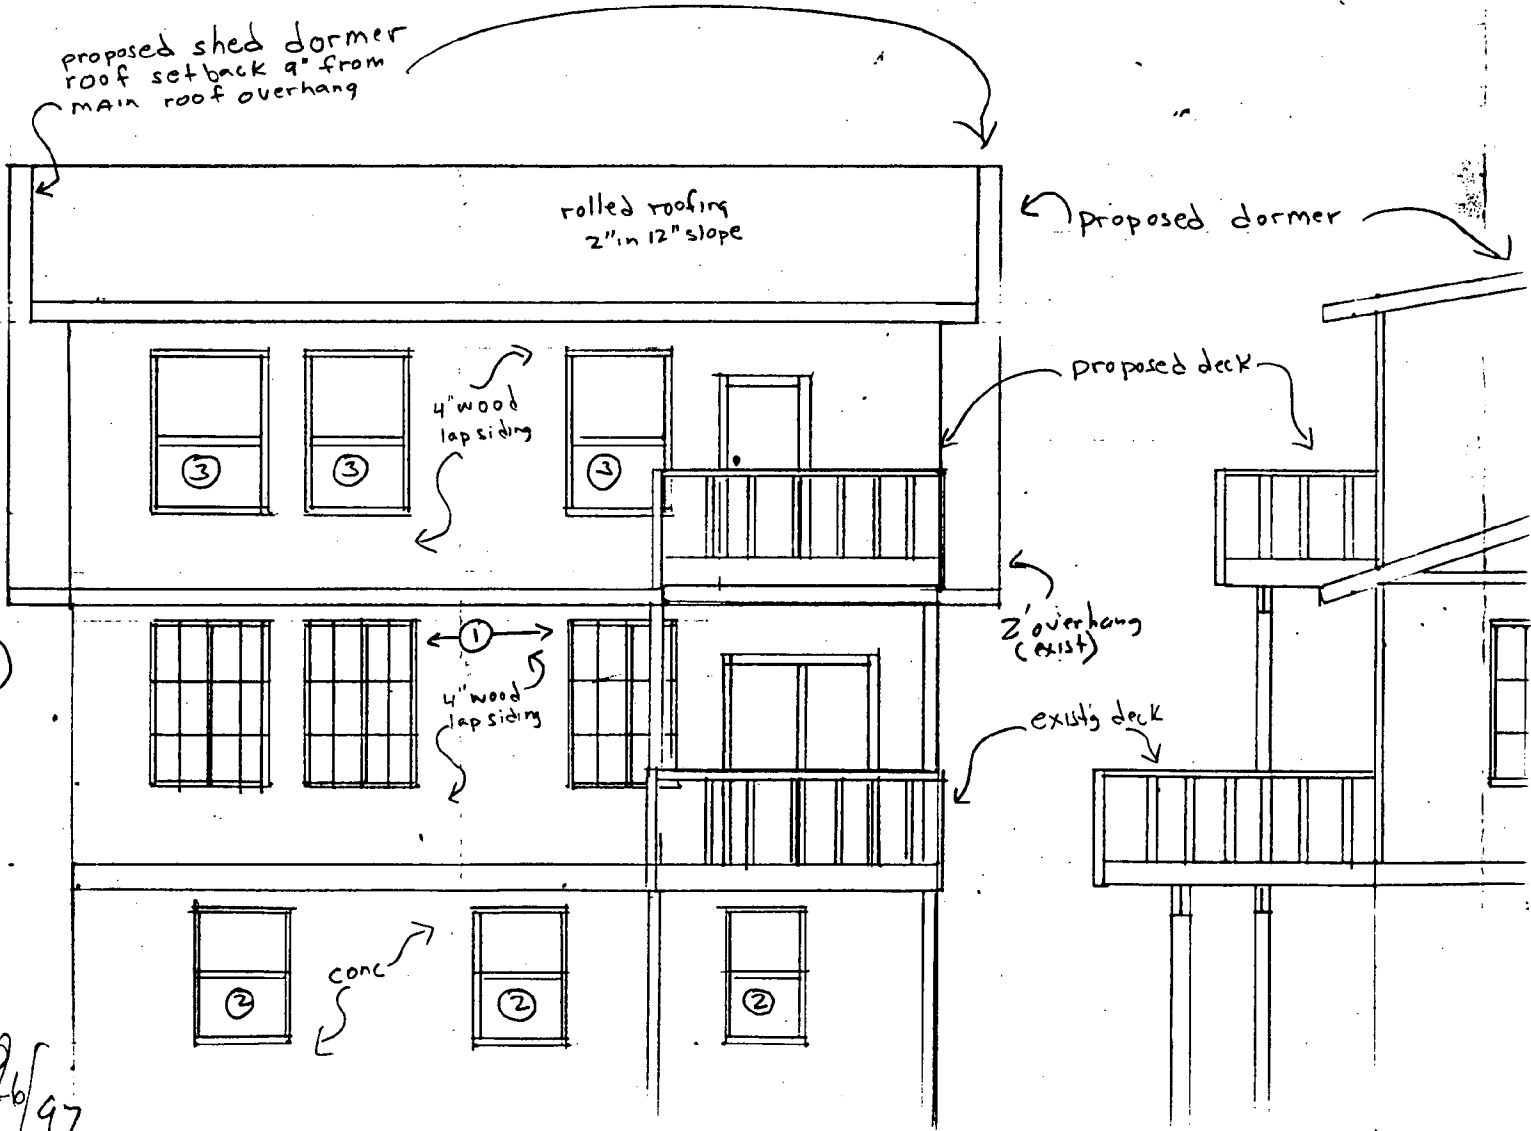 proposed shed dormer
roof setback 9" from
MAIN roof overhang
rolled roofing
2" in 12" slope
proposed dormer
proposed deck
4" wood
lap siding
3
3
3
2' overhang
(exist)
1
4" wood
lap siding
exist'g deck
conc
2
2
2
26/97